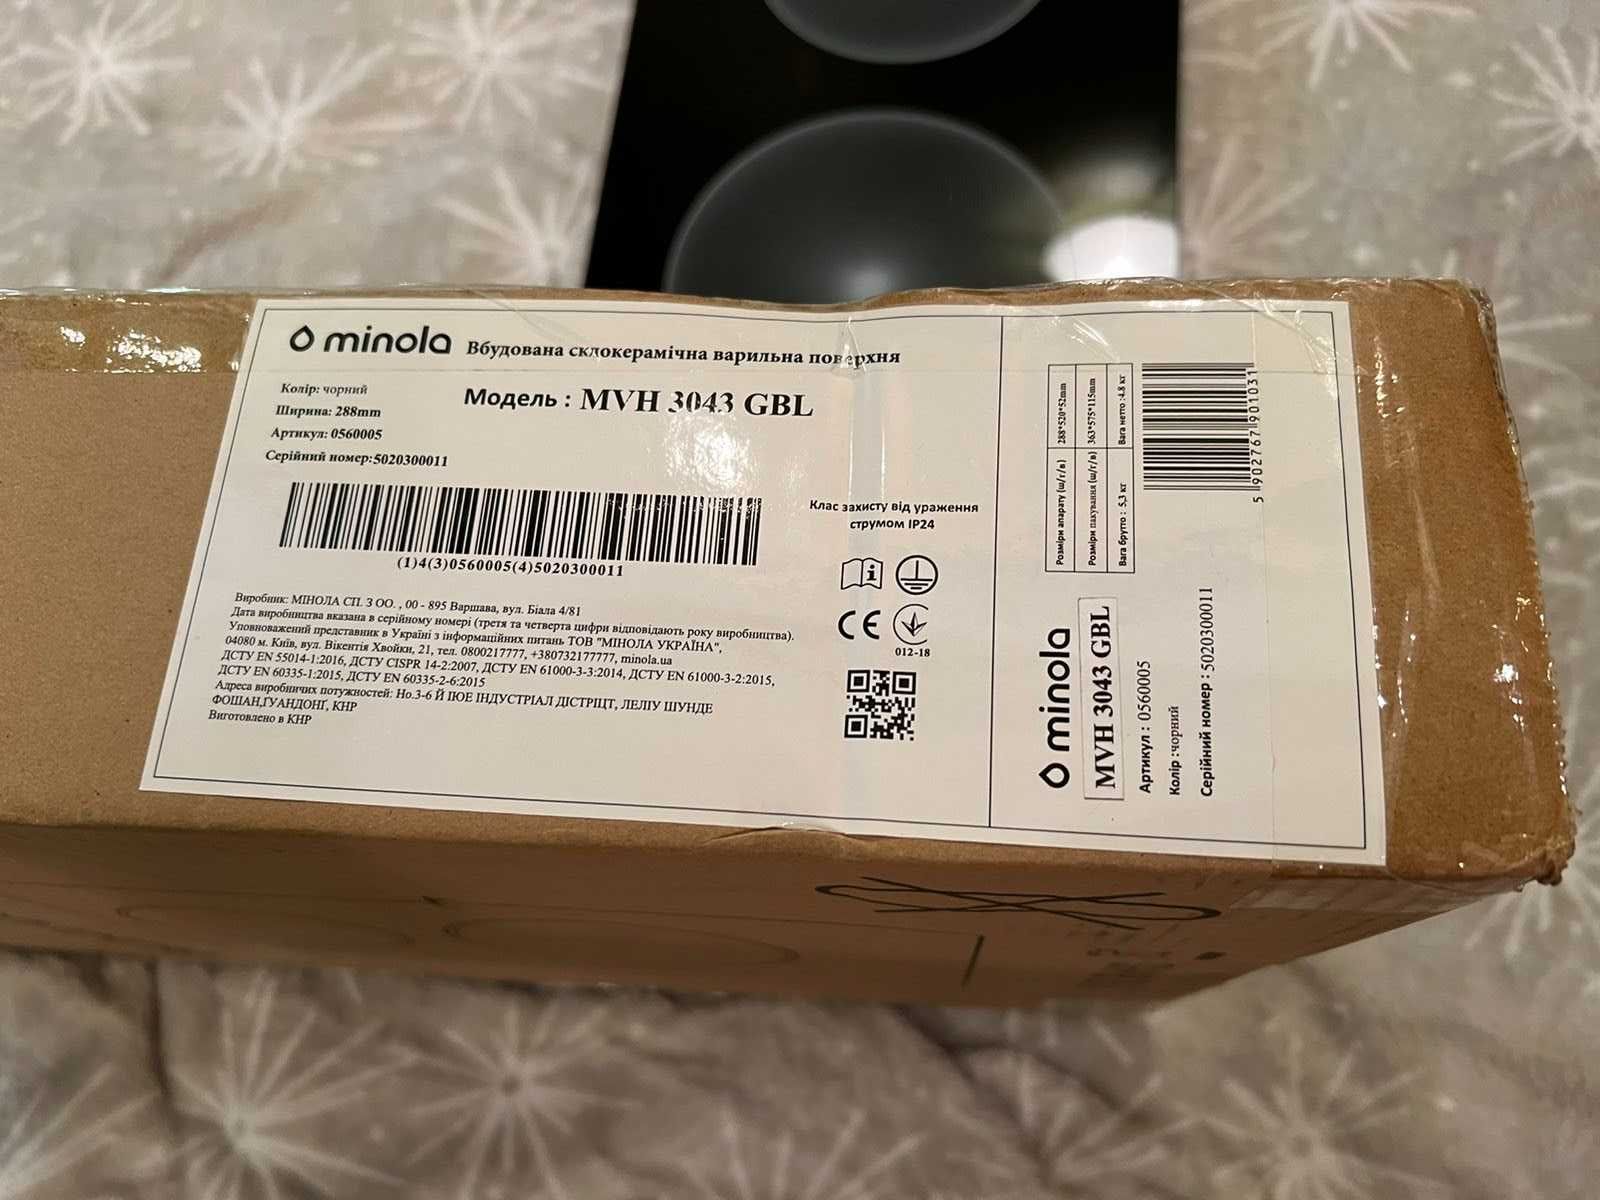 minola Вбудована склокерамічна варильна поверхня
Колір: чорний
Ширина: 288mm
Артикул: 0560005
Серійний номер:5020300011
Модель : MVH 3043 GBL
(1)4(3)0560005(4)5020300011
Клас захисту від ураження
струмом IP24
CE
012-18
Виробник: МІНОЛА СП. З ОО. , 00 - 895 Варшава, вул. Біала 4/81
Дата виробництва вказана в серійному номері (третя та четверта цифри відповідають року виробництва).
Уповноважений представник в Україні з інформаційних питань ТОВ "МІНОЛА УКРАЇНА",
04080 м. Київ, вул. Вікентія Хвойки, 21, тел. 0800217777, +380732177777, minola.ua
ДСТУ EN 55014-1:2016, ДСТУ CISPR 14-2:2007, ДСТУ EN 61000-3-3:2014, ДСТУ EN 61000-3-2:2015,
ДСТУ EN 60335-1:2015, ДСТУ EN 60335-2-6:2015
Адреса виробничих потужностей: Но.3-6 Й ІЮЕ ІНДУСТРІАЛ ДІСТРІЦТ, ЛЕЛІУ ШУНДЕ
ФОШАН,ГУАНДОНГ, КНР
Виготовлено в КНР
Розміри апарату (ш/г/в) 288*520*52mm
Розміри пакування (ш/г/в) 363*575*115mm
Вага брутто : 5,3 кг Вага нетто :4.8 кг
5 902767 901031
minola
MVH 3043 GBL
Артикул : 0560005
Колір :чорний
Серійний номер : 5020300011